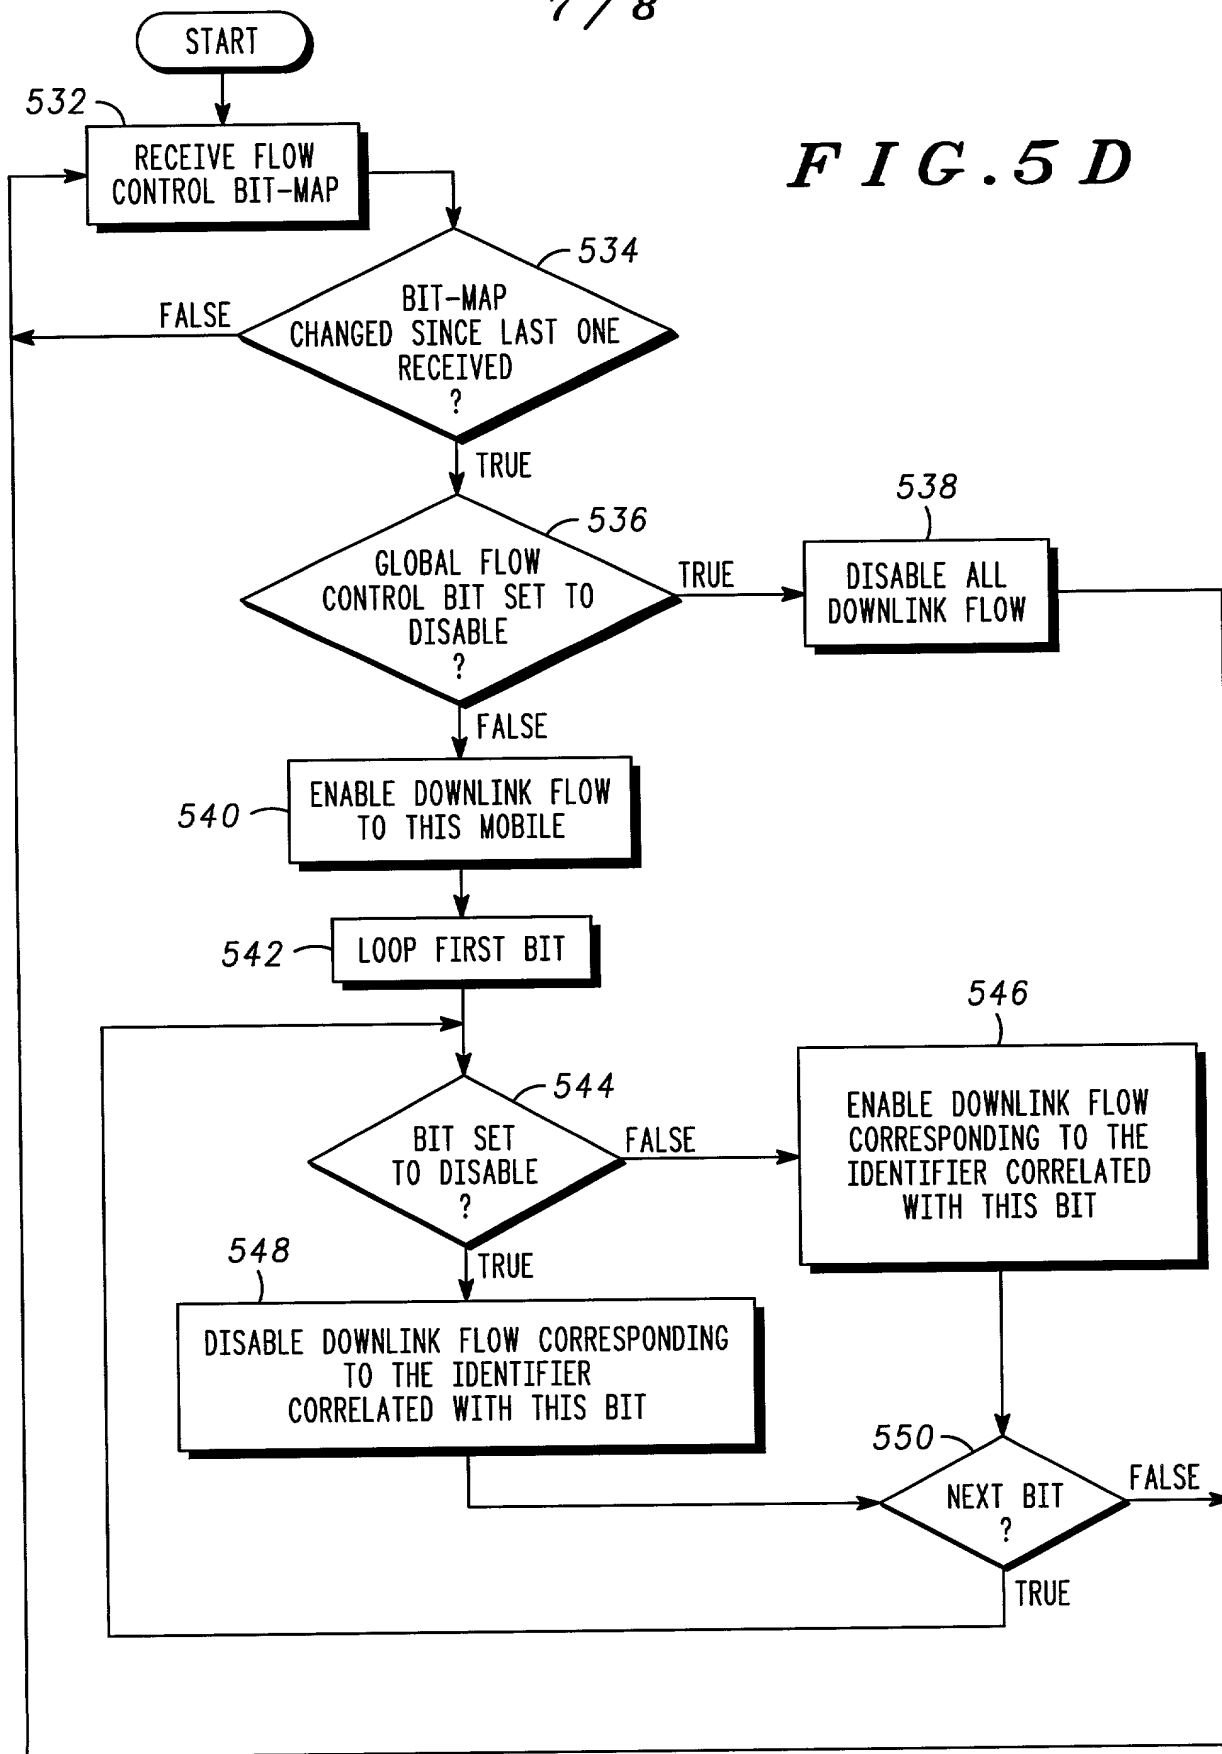 7/8
START
532
RECEIVE FLOW
CONTROL BIT-MAP
FIG.5D
534
BIT-MAP
CHANGED SINCE LAST ONE
RECEIVED
?
FALSE
TRUE
536
GLOBAL FLOW
CONTROL BIT SET TO
DISABLE
?
TRUE
538
DISABLE ALL
DOWNLINK FLOW
FALSE
540
ENABLE DOWNLINK FLOW
TO THIS MOBILE
542
LOOP FIRST BIT
544
BIT SET
TO DISABLE
?
FALSE
546
ENABLE DOWNLINK FLOW
CORRESPONDING TO THE
IDENTIFIER CORRELATED
WITH THIS BIT
TRUE
548
DISABLE DOWNLINK FLOW CORRESPONDING
TO THE IDENTIFIER
CORRELATED WITH THIS BIT
550
NEXT BIT
?
FALSE
TRUE